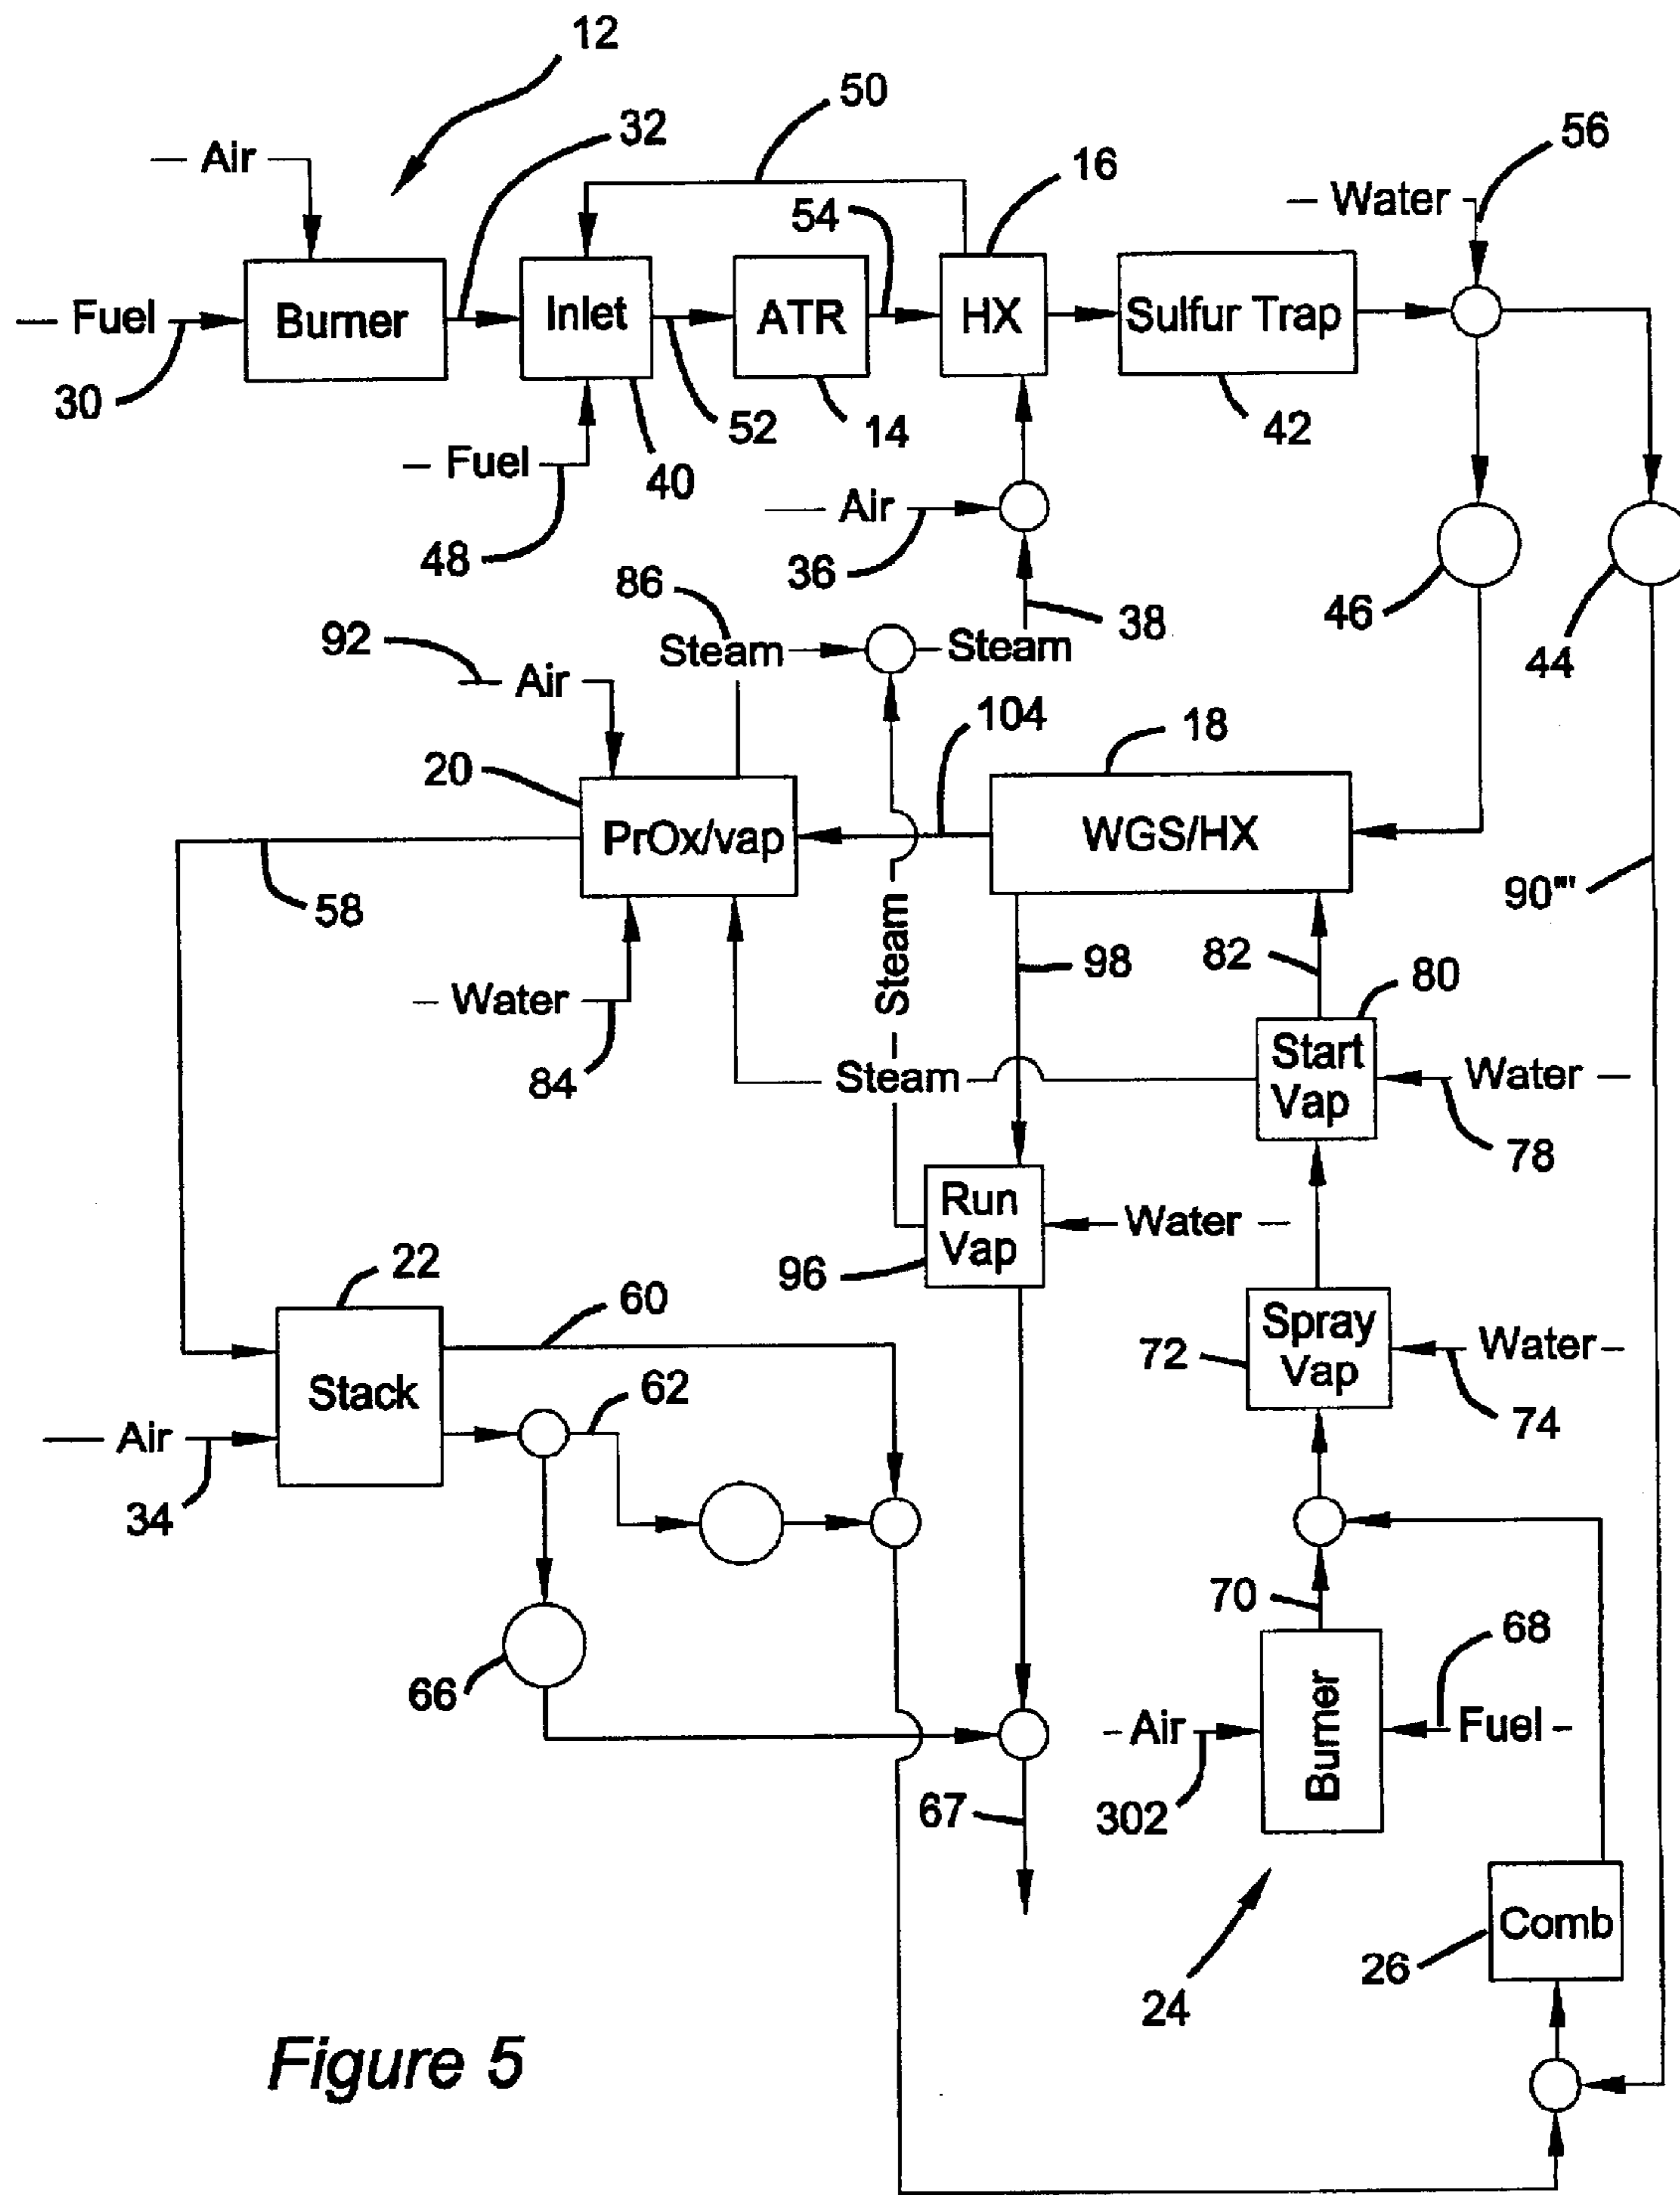 12
50
32
16
56
— Air
54
— Water
— Fuel
Burner
Inlet
ATR
HX
Sulfur Trap
30
52
14
42
— Fuel
40
— Air
48
36
46
86
38
44
92
Steam
Steam
— Air
104
18
20
PrOx/vap
WGS/HX
90'''
58
Steam
98
82
80
— Water
84
Steam
Start
Vap
Water —
78
Run
Vap
Water —
96
22
60
Spray
Vap
Water —
72
62
Stack
74
— Air
34
70
68
66
Burner
— Air
Fuel -
67
302
Comb
26
24
Figure 5